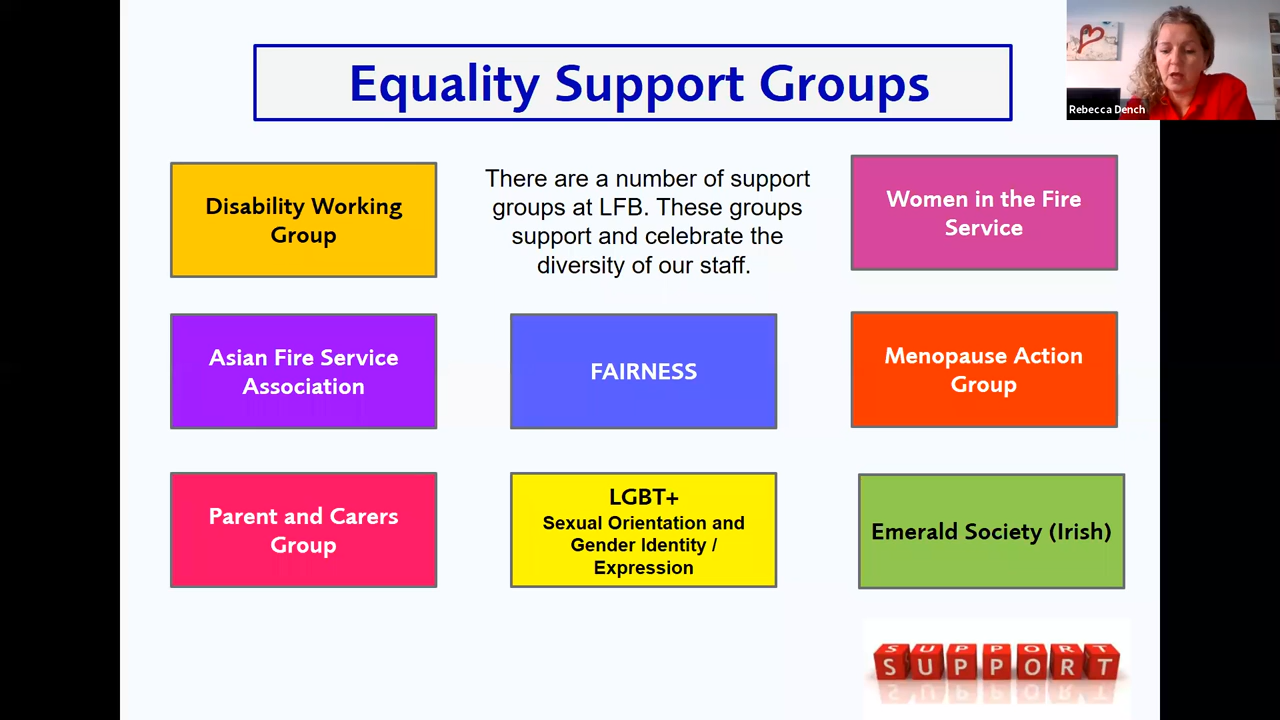 Equality Support Groups
Rebecca Dench
Disability Working
Group
There are a number of support
groups at LFB. These groups
support and celebrate the
diversity of our staff.
Women in the Fire
Service
Asian Fire Service
Association
FAIRNESS
Menopause Action
Group
Parent and Carers
Group
LGBT+
Sexual Orientation and
Gender Identity /
Expression
Emerald Society (Irish)
SUPPORT
SUPPORT